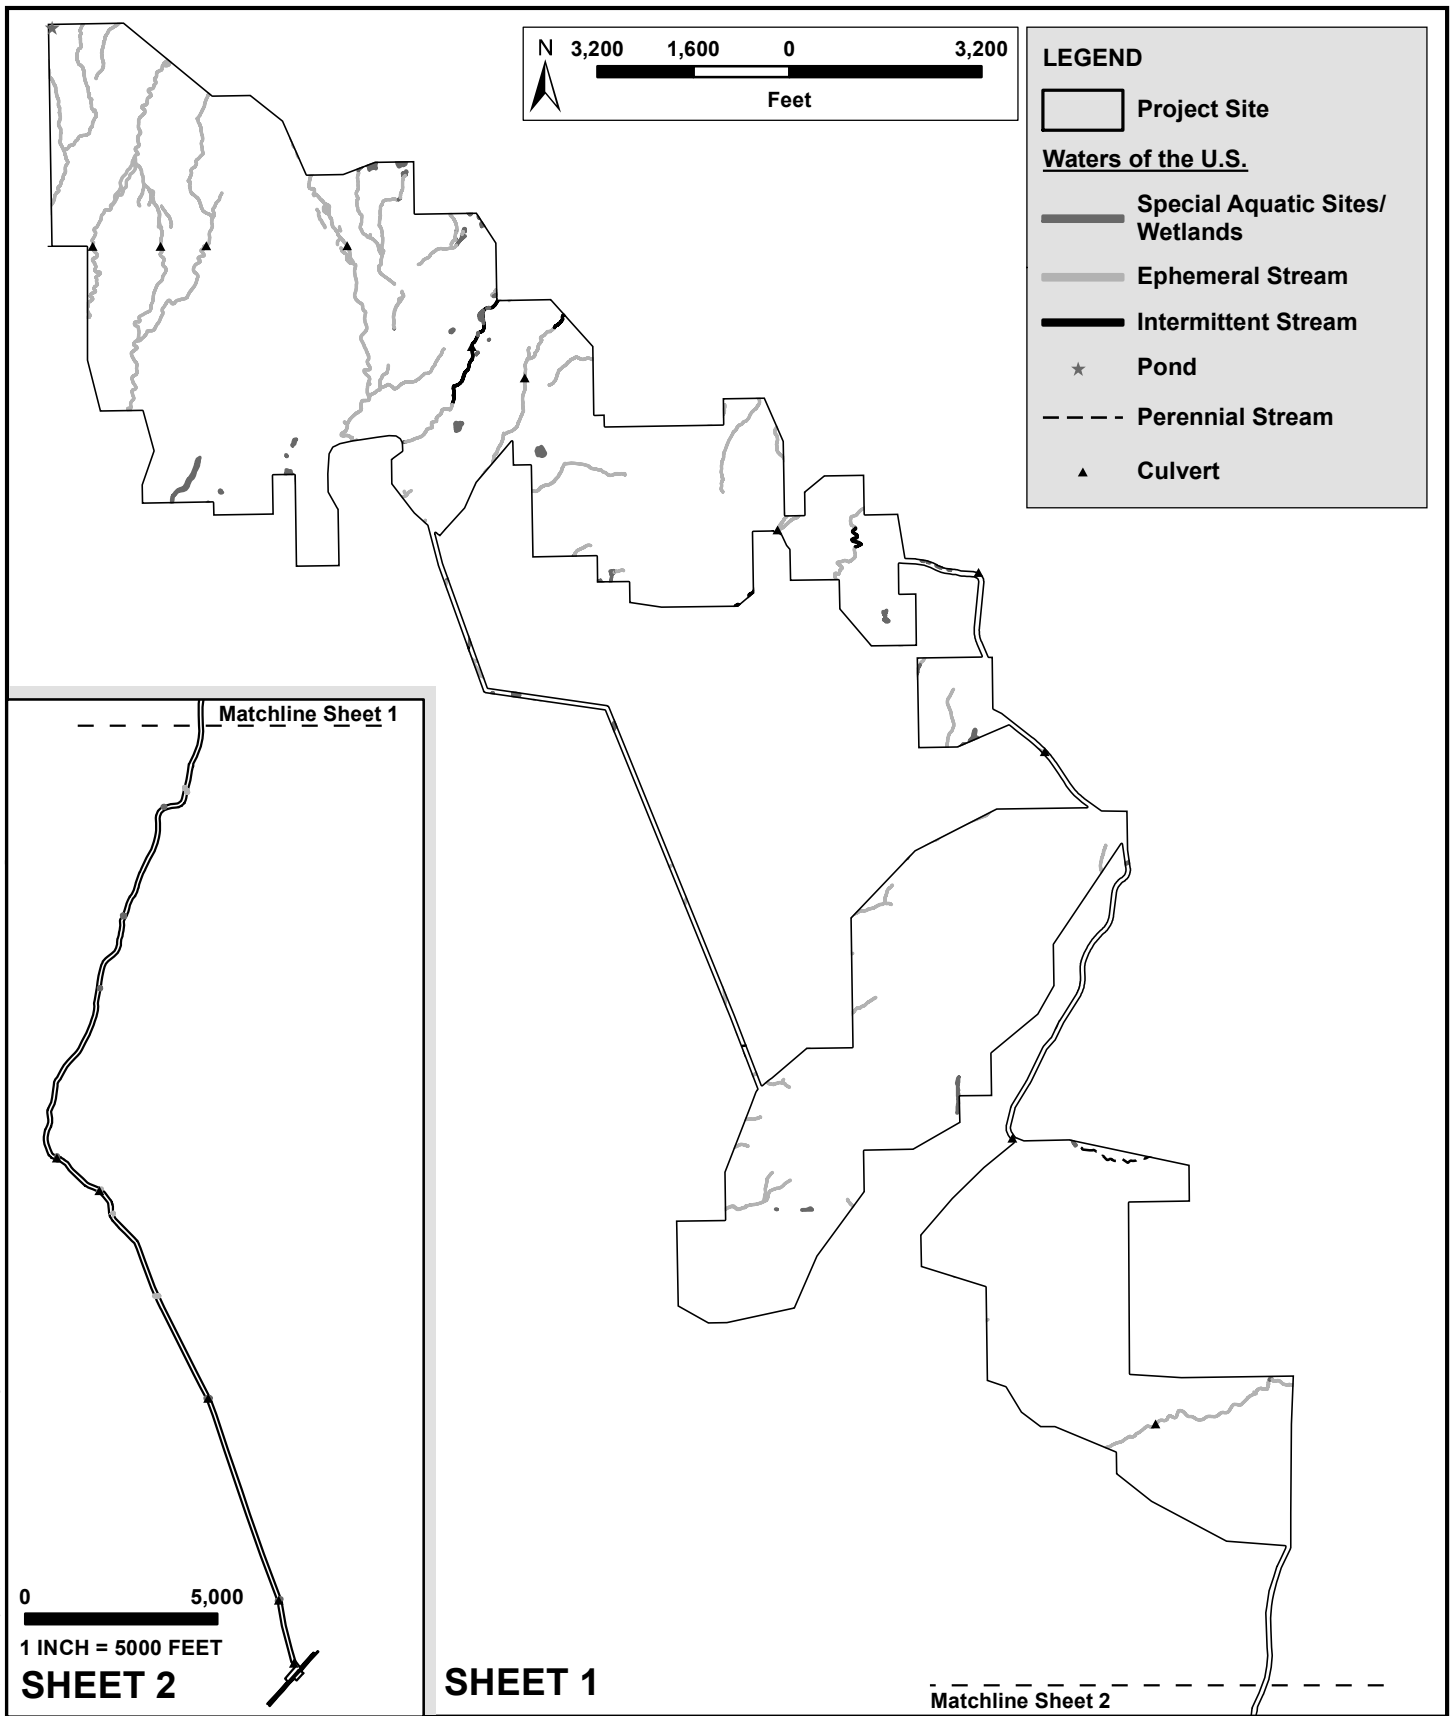 N 3,200 1,600 0 3,200
Feet
LEGEND
Project Site
Waters of the U.S.
Special Aquatic Sites/
Wetlands
Ephemeral Stream
Intermittent Stream
Pond
Perennial Stream
Culvert
Matchline Sheet 1
0 5,000
1 INCH = 5000 FEET
SHEET 2
SHEET 1
Matchline Sheet 2